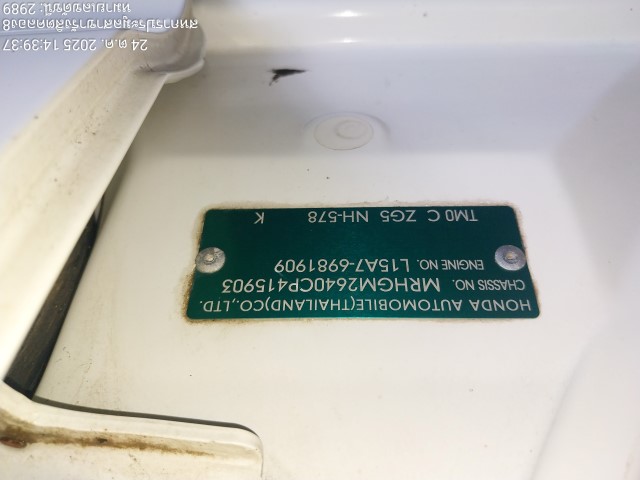 HONDA AUTOMOBILE(THAILAND)CO.,LTD.
CHASSIS NO. MRHGM2640CP415903
ENGINE NO. L15A7-6981909
TM0 C ZG5 NH-578 K
24 ต.ค. 2025 14:39:37
2989